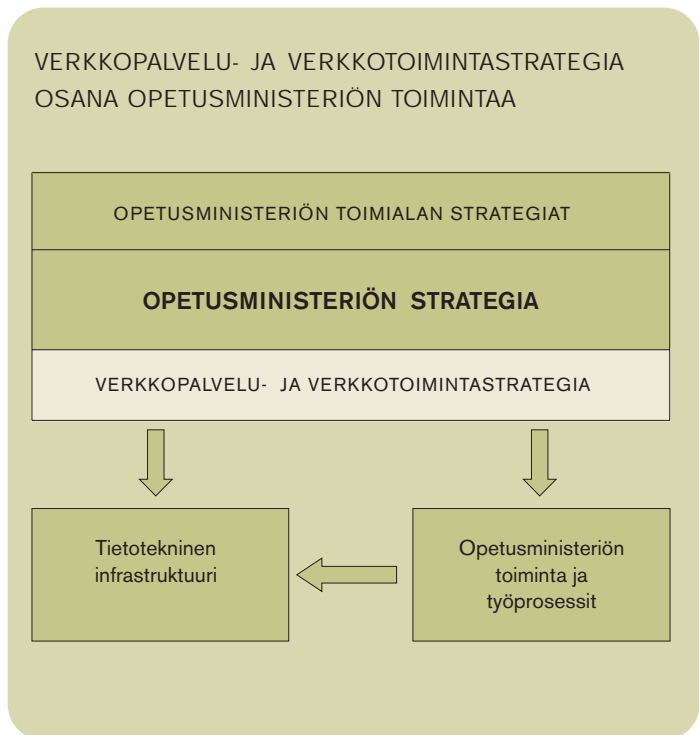 VERKKOPALVELU- JA VERKKOTOIMINTASTRATEGIA
OSANA OPETUSMINISTERIÖN TOIMINTAA
OPETUSMINISTERIÖN TOIMIALAN STRATEGIAT
OPETUSMINISTERIÖN STRATEGIA
VERKKOPALVELU- JA VERKKOTOIMINTASTRATEGIA
Tietotekninen
infrastruktuuri
Opetusministeriön
toiminta ja
työprosessit